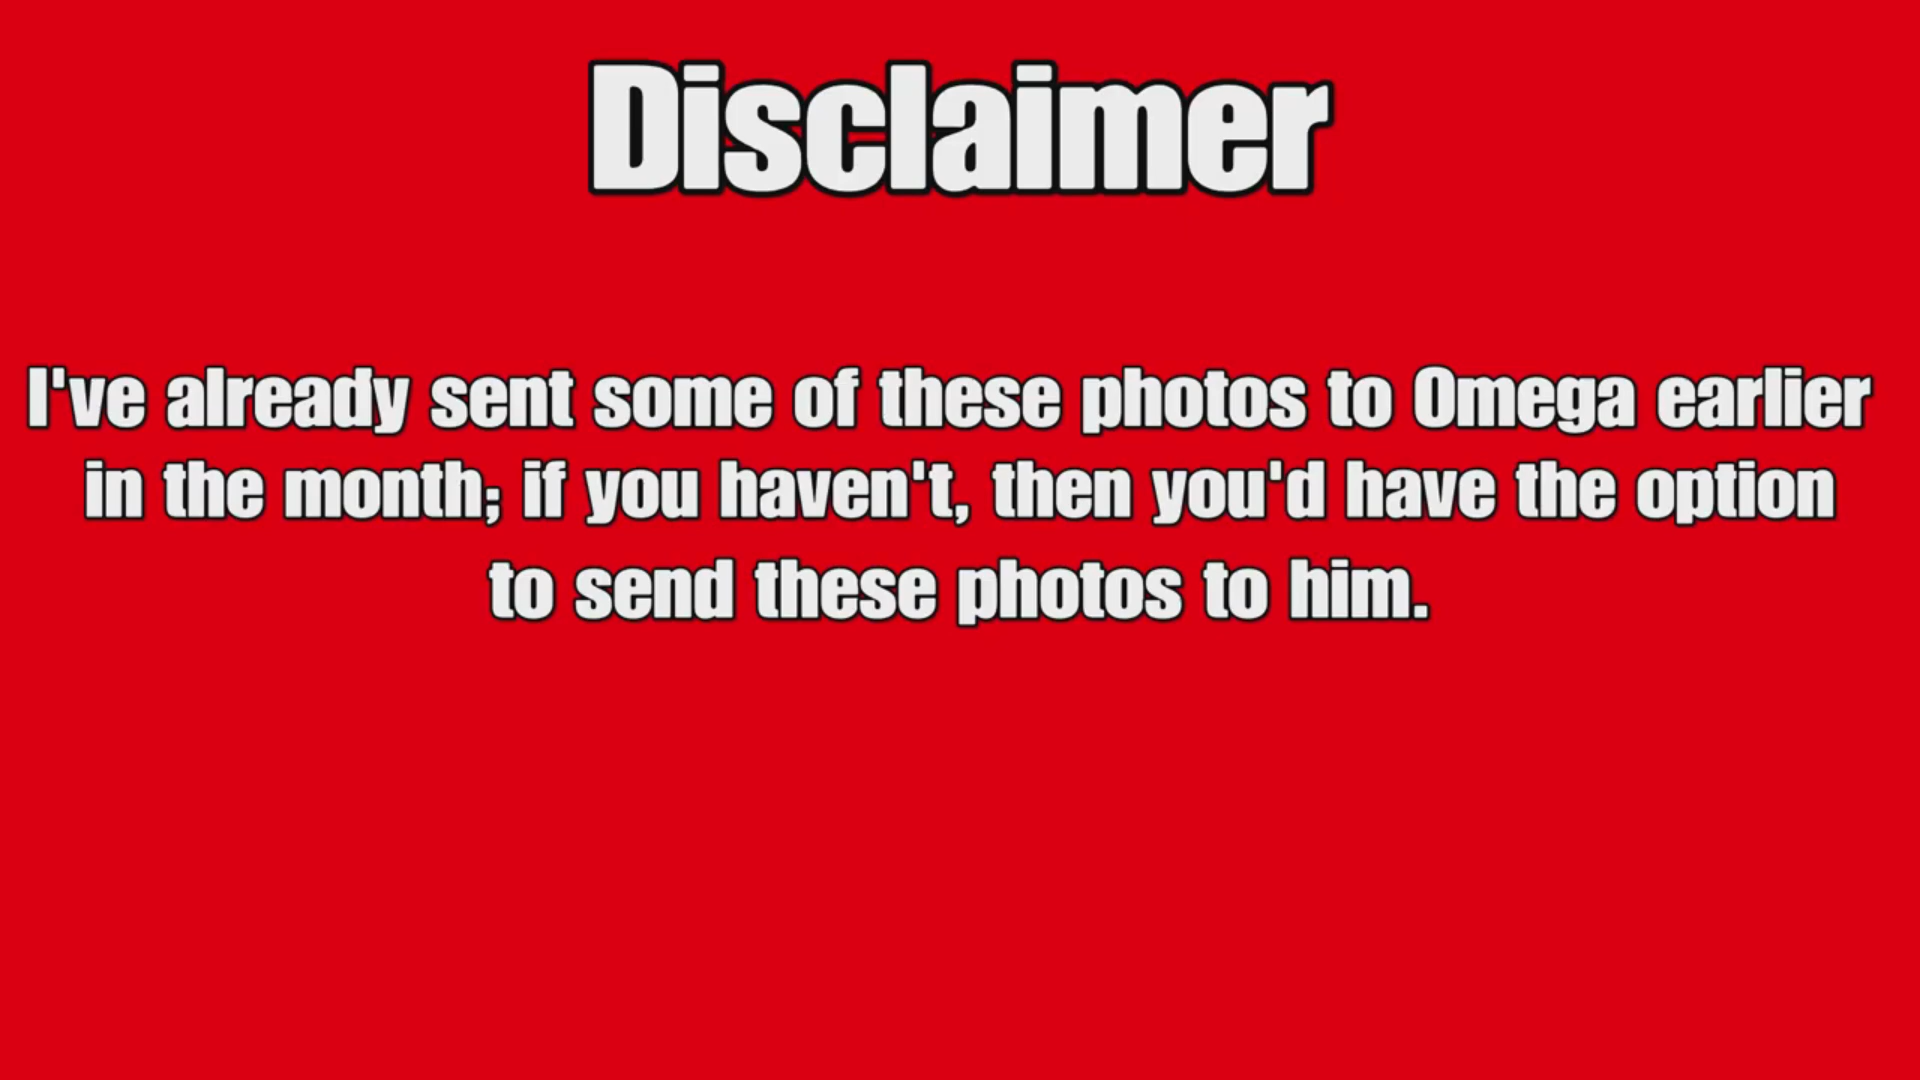 Disclaimer
I've already sent some of these photos to Omega earlier
in the month; if you haven't, then you'd have the option
to send these photos to him.